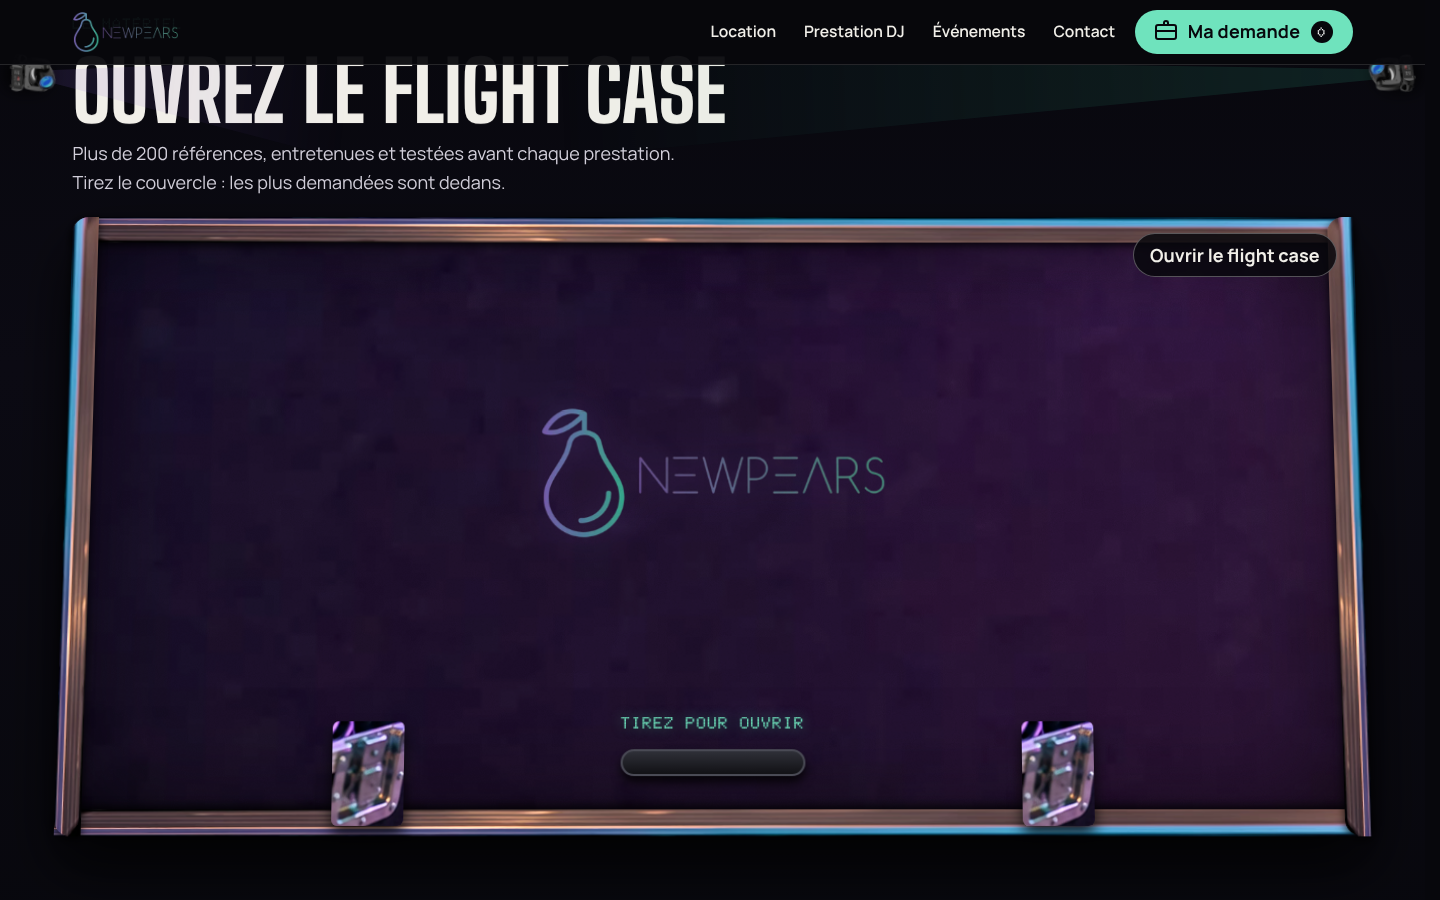 MATERIEL
NEWPEARS
Location
Prestation DJ
Événements
Contact
Ma demande
0
OUVREZ LE FLIGHT CASE
Plus de 200 références, entretenues et testées avant chaque prestation.
Tirez le couvercle : les plus demandées sont dedans.
Ouvrir le flight case
NEWPEARS
TIREZ POUR OUVRIR